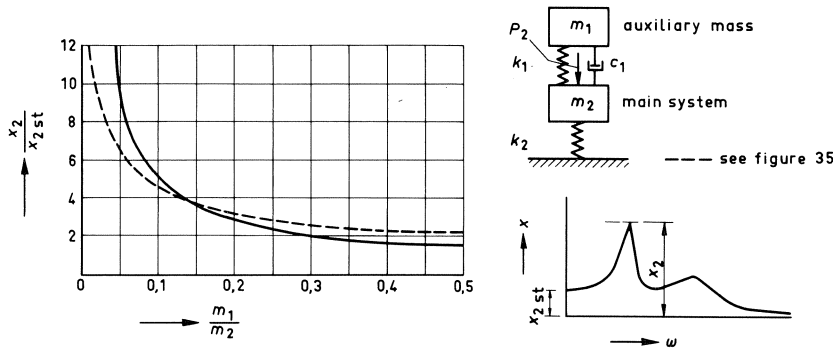 12
10
8
6
4
2
x₂
x₂ st
0
0,1
0,2
0,3
0,4
0,5
m₁
m₂
P₂
m₁
auxiliary mass
k₁
c₁
m₂
main system
k₂
see figure 35
x
x₂
x₂ st
ω